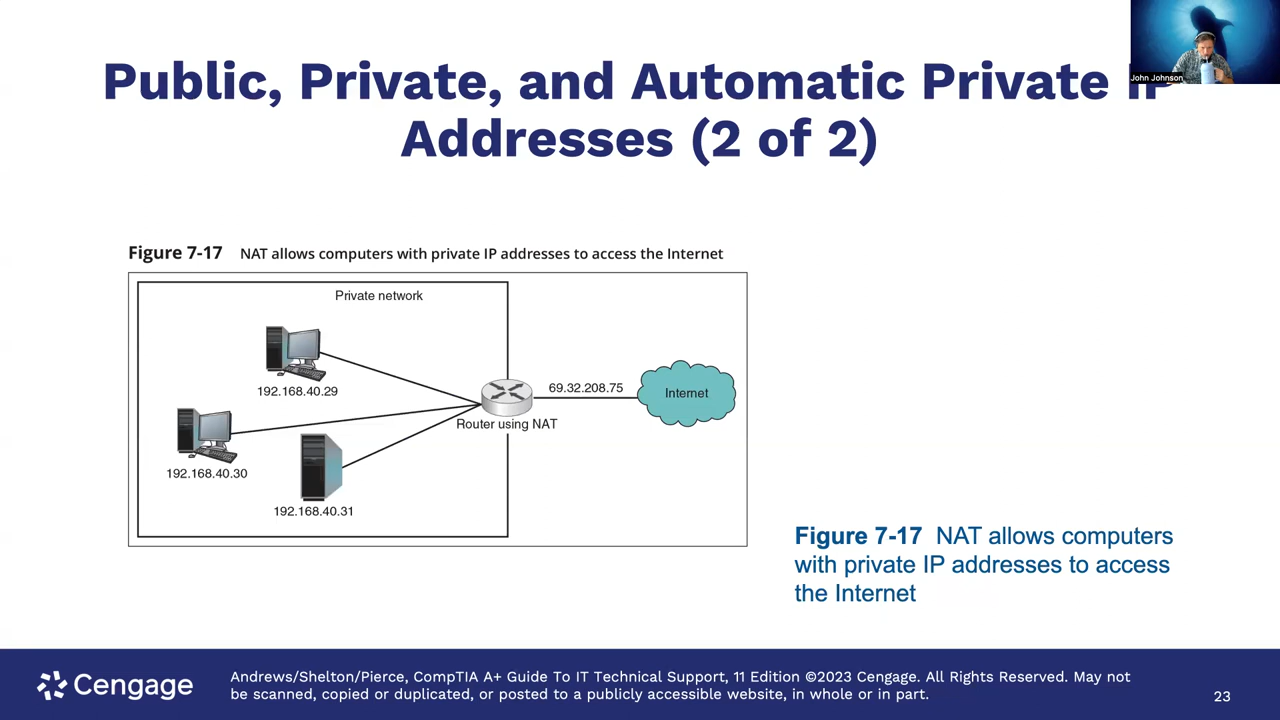 John Johnson
Public, Private, and Automatic Private IP
Addresses (2 of 2)
Figure 7-17 NAT allows computers with private IP addresses to access the Internet
Private network
192.168.40.29
69.32.208.75
Internet
Router using NAT
192.168.40.30
192.168.40.31
Figure 7-17 NAT allows computers
with private IP addresses to access
the Internet
Cengage
Andrews/Shelton/Pierce, CompTIA A+ Guide To IT Technical Support, 11 Edition ©2023 Cengage. All Rights Reserved. May not
be scanned, copied or duplicated, or posted to a publicly accessible website, in whole or in part.
23